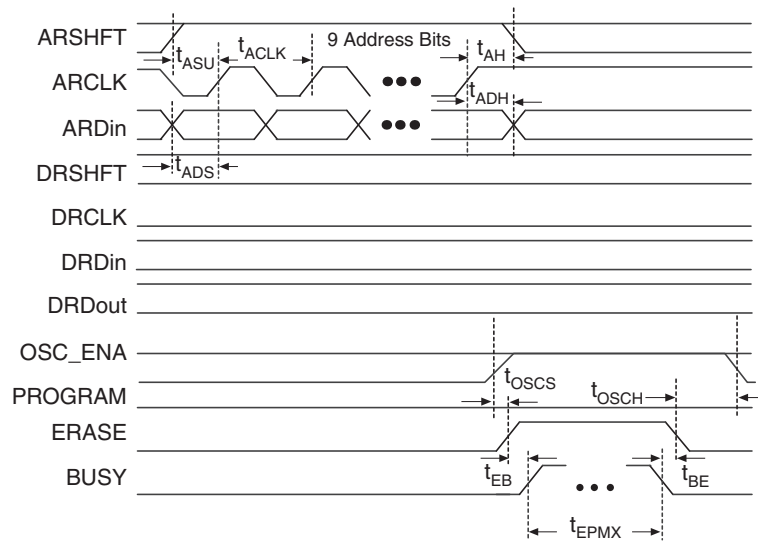 ARSHFT
9 Address Bits
tASU
tACLK
tAH
ARCLK
tADH
ARDin
tADS
DRSHFT
DRCLK
DRDin
DRDout
OSC_ENA
tOSCS
tOSCH
PROGRAM
ERASE
tEB
tBE
BUSY
tEPMX